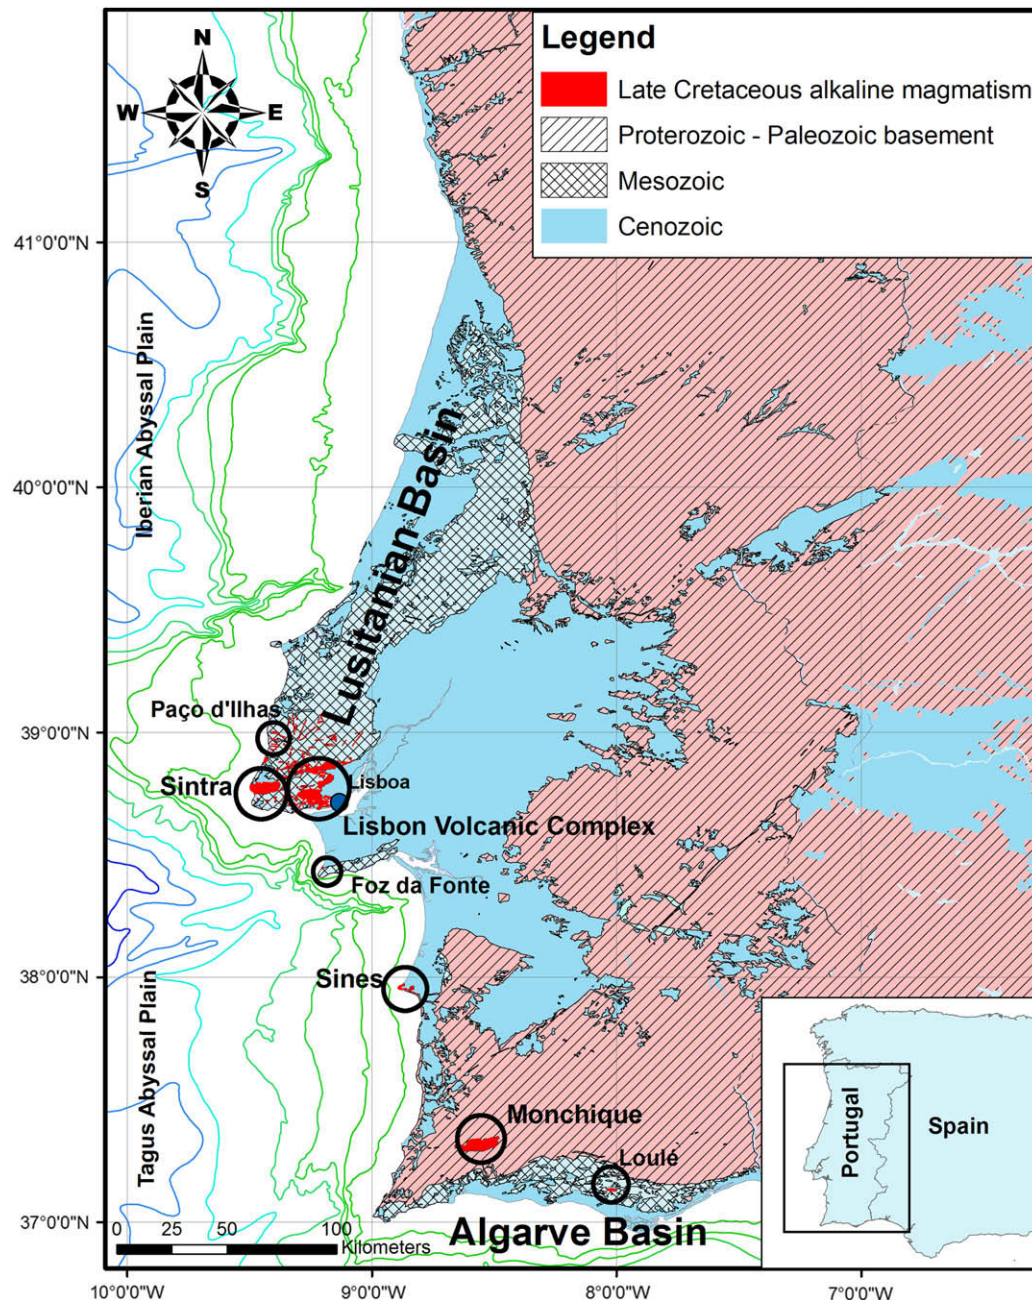 N
W
E
S
Legend
Late Cretaceous alkaline magmatism
Proterozoic - Paleozoic basement
Mesozoic
Cenozoic
41°0'0"N
Iberian Abyssal Plain
40°0'0"N
Lusitanian Basin
Paço d'Ilhas
39°0'0"N
Sintra
Lisboa
Lisbon Volcanic Complex
Foz da Fonte
38°0'0"N
Sines
Tagus Abyssal Plain
Monchique
Loulé
37°0'0"N
Algarve Basin
0 25 50 100
Kilometers
Portugal
Spain
10°0'0"W
9°0'0"W
8°0'0"W
7°0'0"W